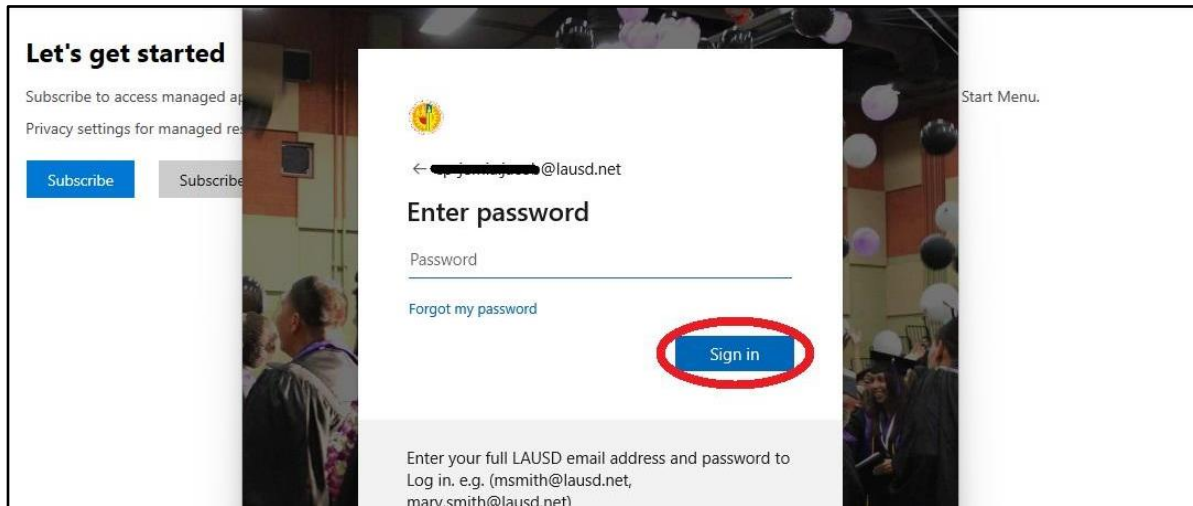 Let's get started
Subscribe to access managed ap
Start Menu.
Privacy settings for managed res
Subscribe
Subscribe
← @lausd.net
Enter password
Password
Forgot my password
Sign in
Enter your full LAUSD email address and password to
Log in. e.g. (msmith@lausd.net,
mary.smith@lausd.net)